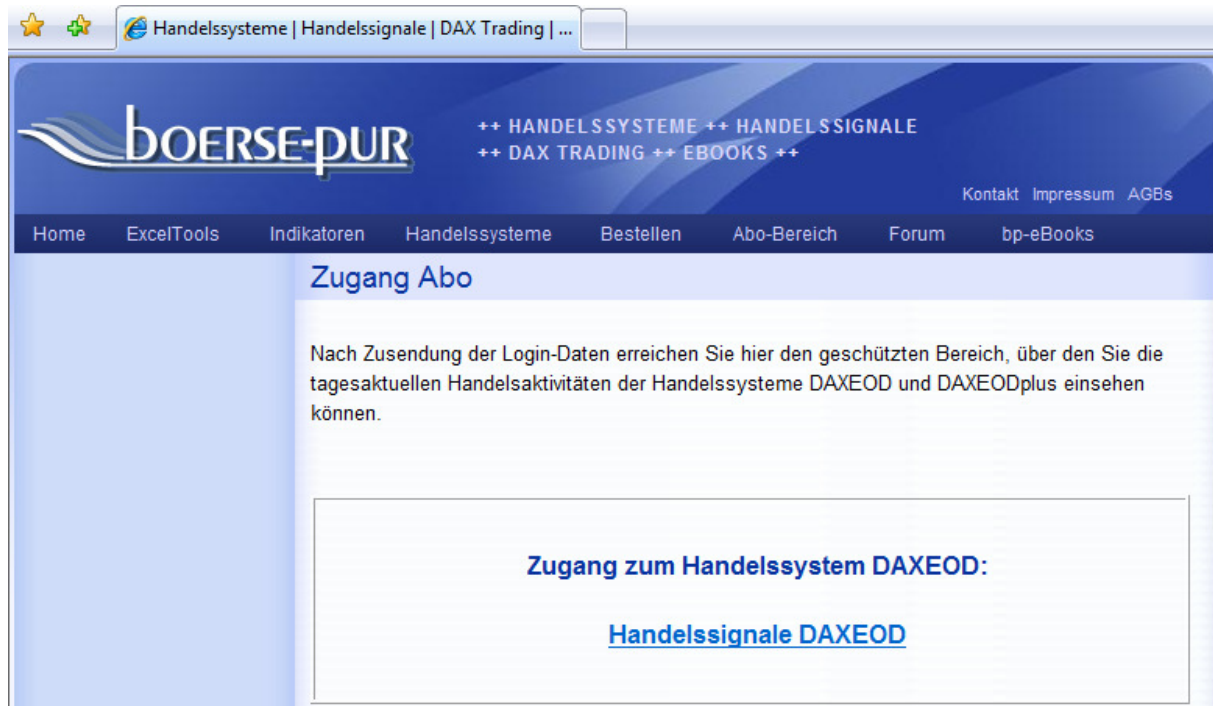 Handelssysteme | Handelssignale | DAX Trading | ...
boerse-pur
++ HANDELSSYSTEME ++ HANDELSSIGNALE
++ DAX TRADING ++ EBOOKS ++
Kontakt Impressum AGBs
Home ExcelTools Indikatoren Handelssysteme Bestellen Abo-Bereich Forum bp-eBooks
Zugang Abo
Nach Zusendung der Login-Daten erreichen Sie hier den geschützten Bereich, über den Sie die
tagesaktuellen Handelsaktivitäten der Handelssysteme DAXEOD und DAXEODplus einsehen
können.
Zugang zum Handelssystem DAXEOD:
Handelssignale DAXEOD